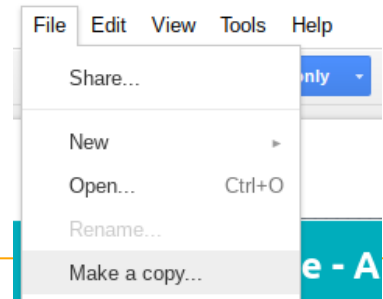 File Edit View Tools Help
Share...
only
New
Open... Ctrl+O
Rename...
Make a copy...
e - A